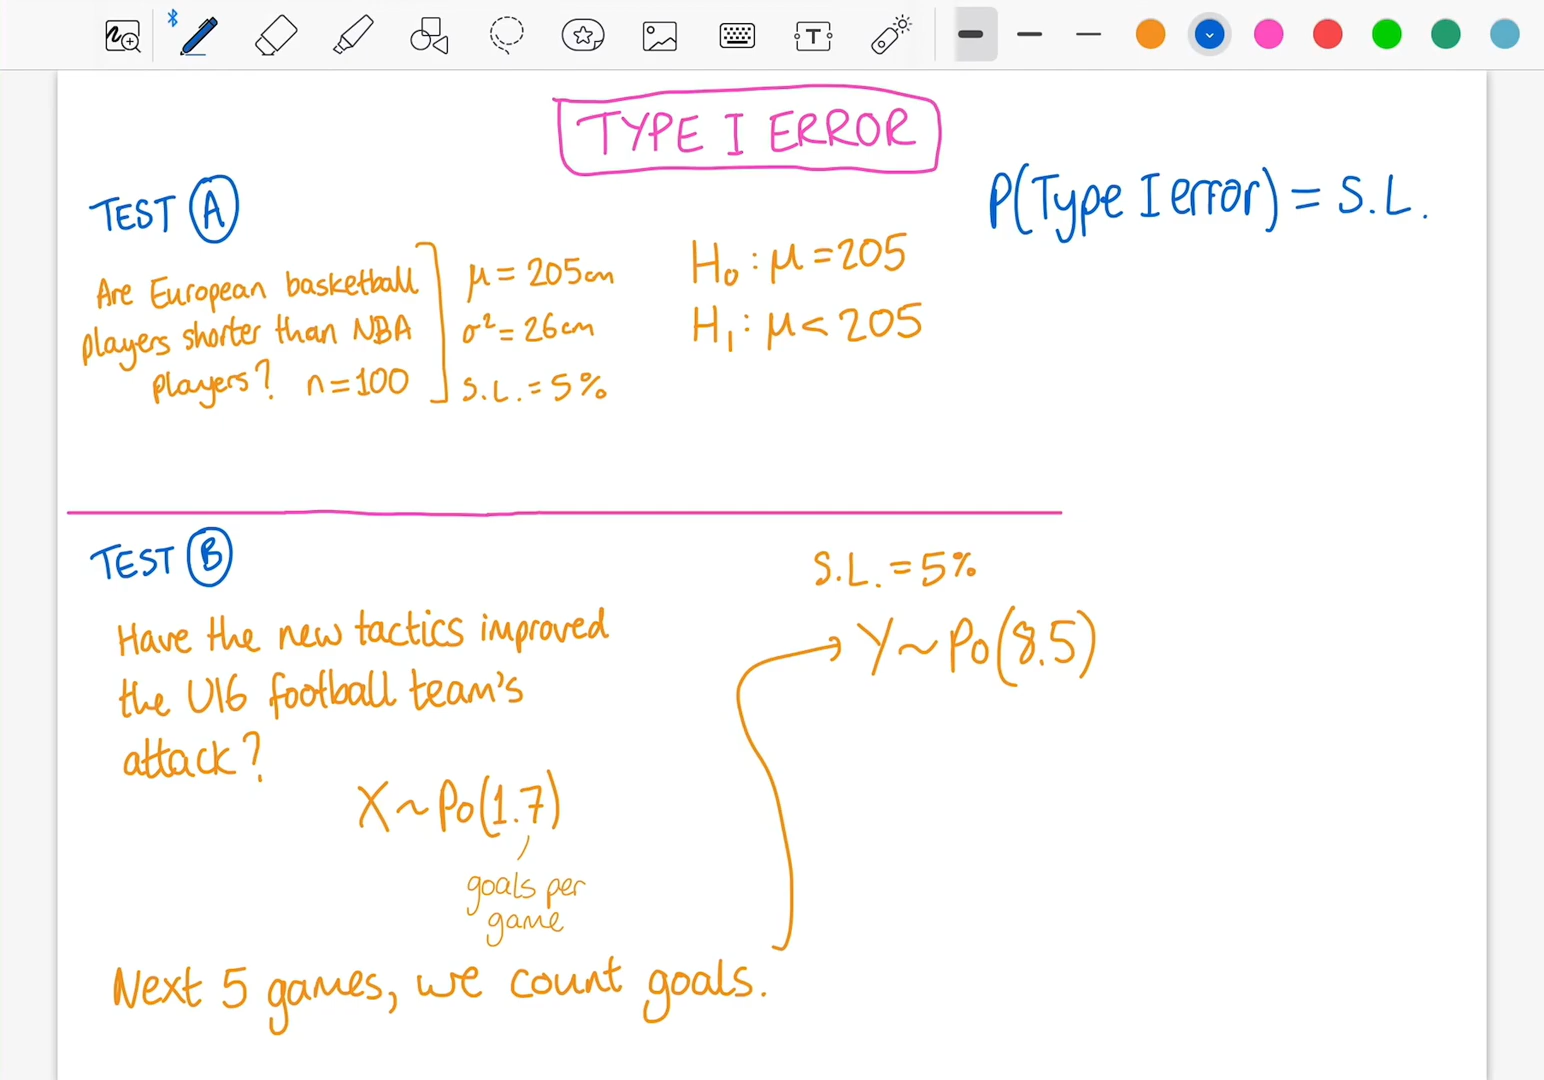 TYPE I ERROR
P(Type I error) = S.L.
TEST A
Are European basketball
players shorter than NBA
players? n=100
μ = 205cm
σ² = 26cm
S.L. = 5%
H₀ : μ = 205
H₁ : μ < 205
TEST B
Have the new tactics improved
the U16 football team's
attack?
X ~ Po(1.7)
goals per
game
Next 5 games, we count goals.
S.L. = 5%
Y ~ Po(8.5)